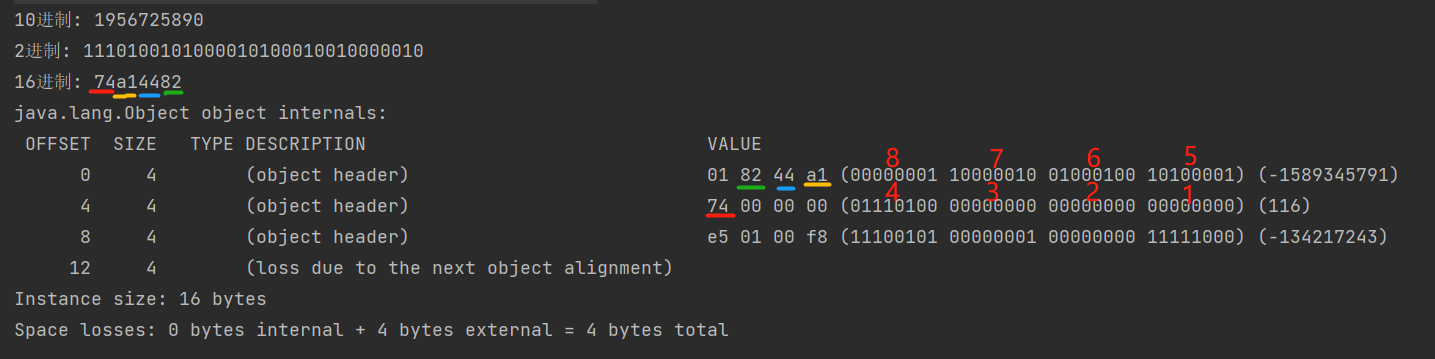 10进制: 1956725890
2进制: 1110100101000010100010010000010
16进制: 74a14482
java.lang.Object object internals:
OFFSET SIZE TYPE DESCRIPTION VALUE
8 7 6 5
0 4 (object header) 01 82 44 a1 (00000001 10000010 01000100 10100001) (-1589345791)
4 3 2 1
4 4 (object header) 74 00 00 00 (01110100 00000000 00000000 00000000) (116)
8 4 (object header) e5 01 00 f8 (11100101 00000001 00000000 11111000) (-134217243)
12 4 (loss due to the next object alignment)
Instance size: 16 bytes
Space losses: 0 bytes internal + 4 bytes external = 4 bytes total